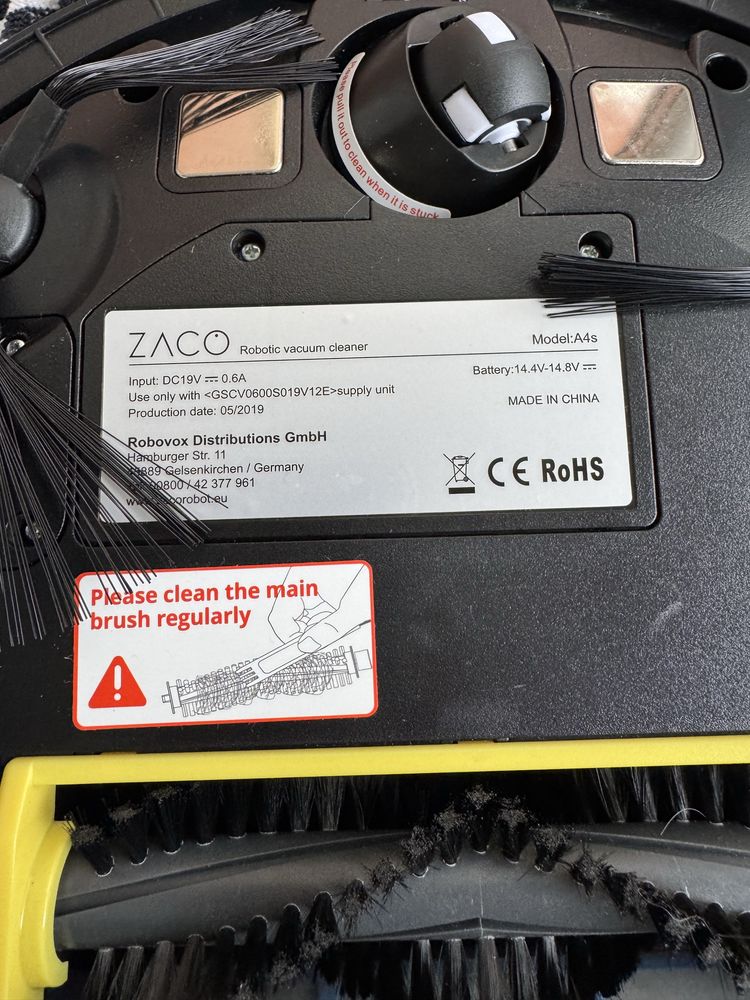 Please pull it out to clean when it is stuck
ZACO Robotic vacuum cleaner Model:A4s
Input: DC19V ⎓ 0.6A Battery:14.4V-14.8V ⎓
Use only with <GSCV0600S019V12E>supply unit
Production date: 05/2019 MADE IN CHINA
Robovox Distributions GmbH
Hamburger Str. 11
Gelsenkirchen / Germany
/ 42 377 961
CE RoHS
Please clean the main
brush regularly